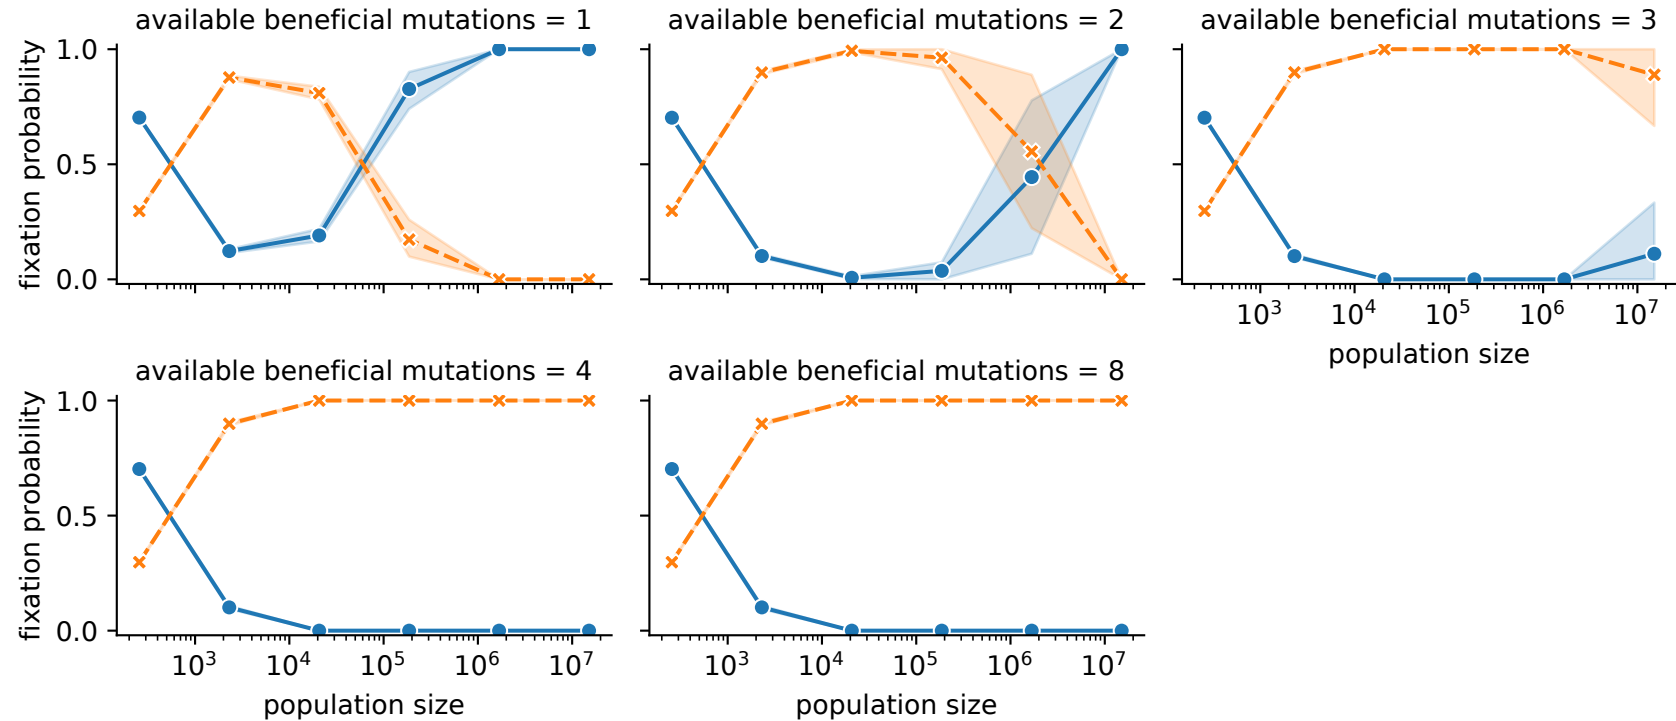 available beneficial mutations = 1
available beneficial mutations = 2
available beneficial mutations = 3
fixation probability
1.0
0.5
0.0
10³ 10⁴ 10⁵ 10⁶ 10⁷
population size
available beneficial mutations = 4
available beneficial mutations = 8
fixation probability
1.0
0.5
0.0
10³ 10⁴ 10⁵ 10⁶ 10⁷
10³ 10⁴ 10⁵ 10⁶ 10⁷
population size
population size